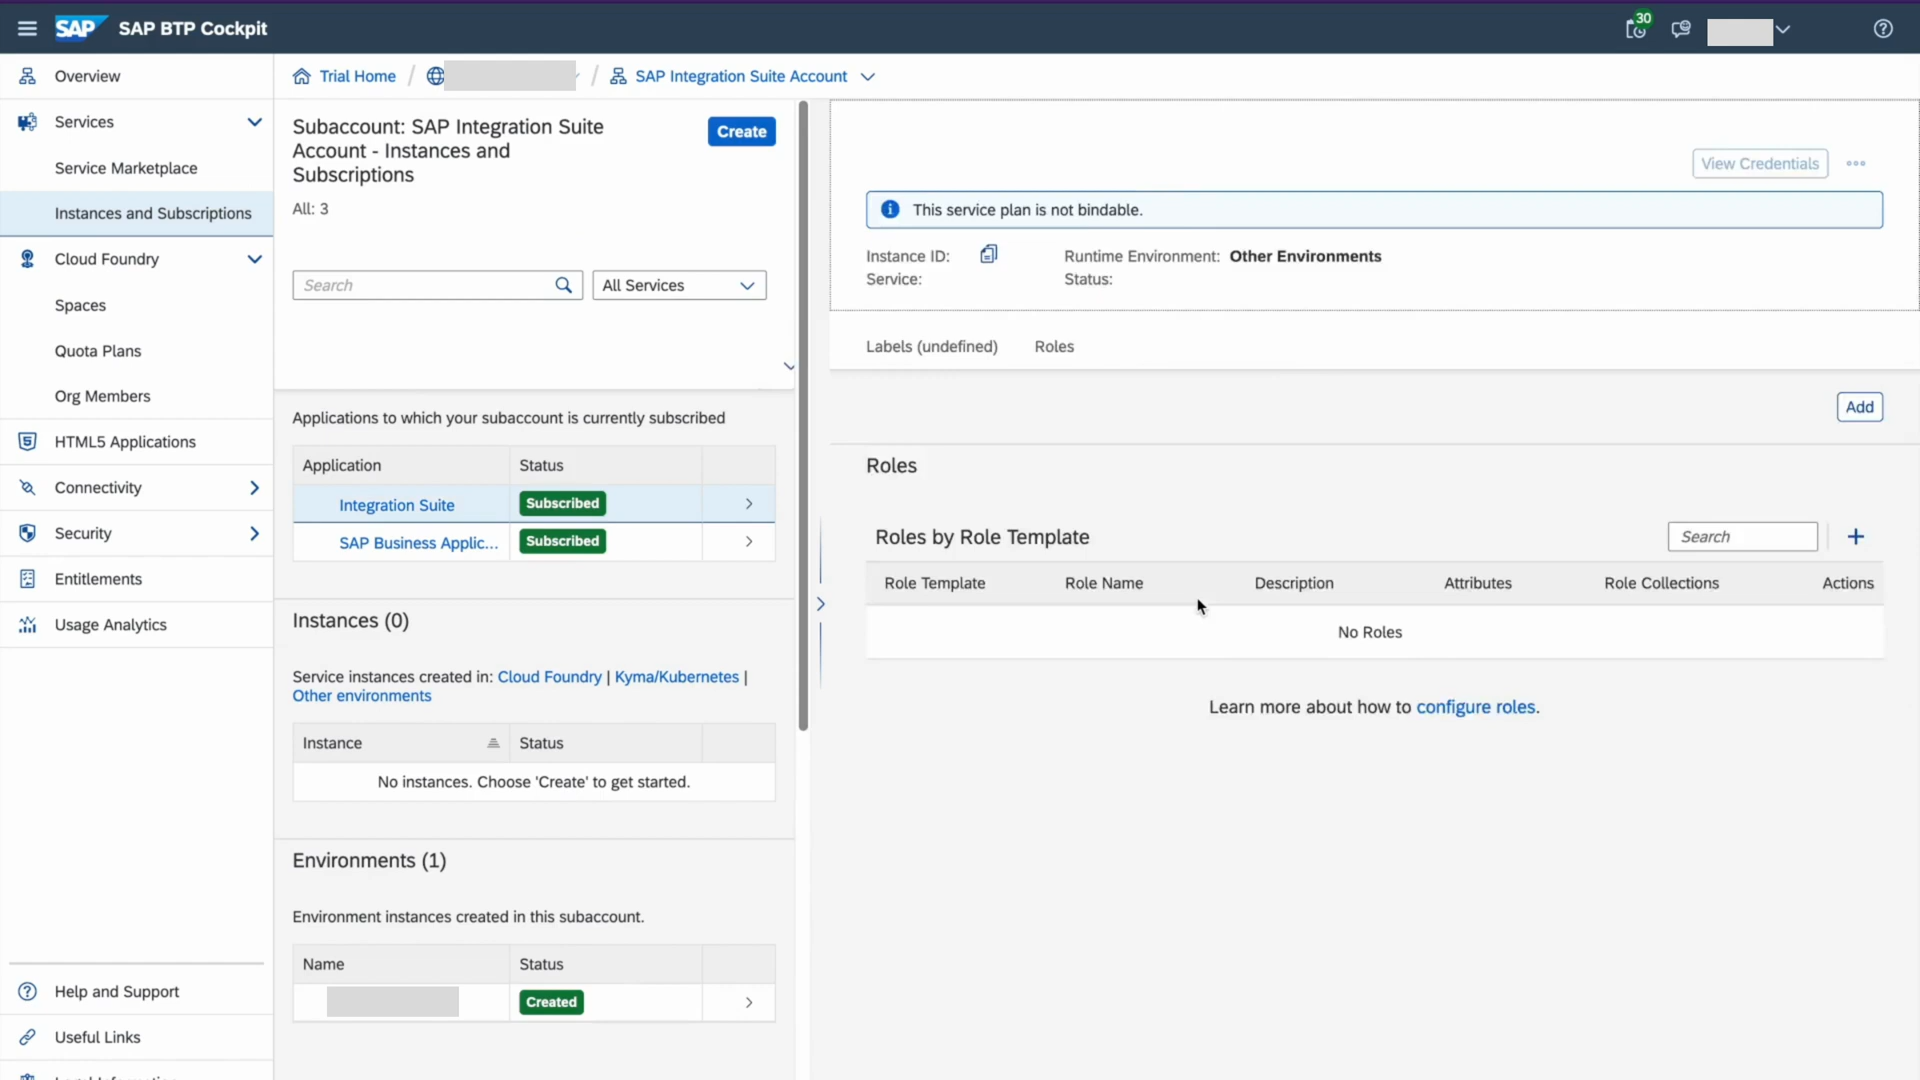 SAP SAP BTP Cockpit
30
Overview
Services
Service Marketplace
Instances and Subscriptions
Cloud Foundry
Spaces
Quota Plans
Org Members
HTML5 Applications
Connectivity
Security
Entitlements
Usage Analytics
Help and Support
Useful Links
Legal Information
Trial Home / / SAP Integration Suite Account
Subaccount: SAP Integration Suite
Account - Instances and
Subscriptions
Create
All: 3
Search
All Services
Applications to which your subaccount is currently subscribed
Application Status
Integration Suite Subscribed
SAP Business Applic... Subscribed
Instances (0)
Service instances created in: Cloud Foundry | Kyma/Kubernetes |
Other environments
Instance Status
No instances. Choose 'Create' to get started.
Environments (1)
Environment instances created in this subaccount.
Name Status
Created
View Credentials
This service plan is not bindable.
Instance ID: Runtime Environment: Other Environments
Service: Status:
Labels (undefined) Roles
Add
Roles
Roles by Role Template
Search
Role Template Role Name Description Attributes Role Collections Actions
No Roles
Learn more about how to configure roles.